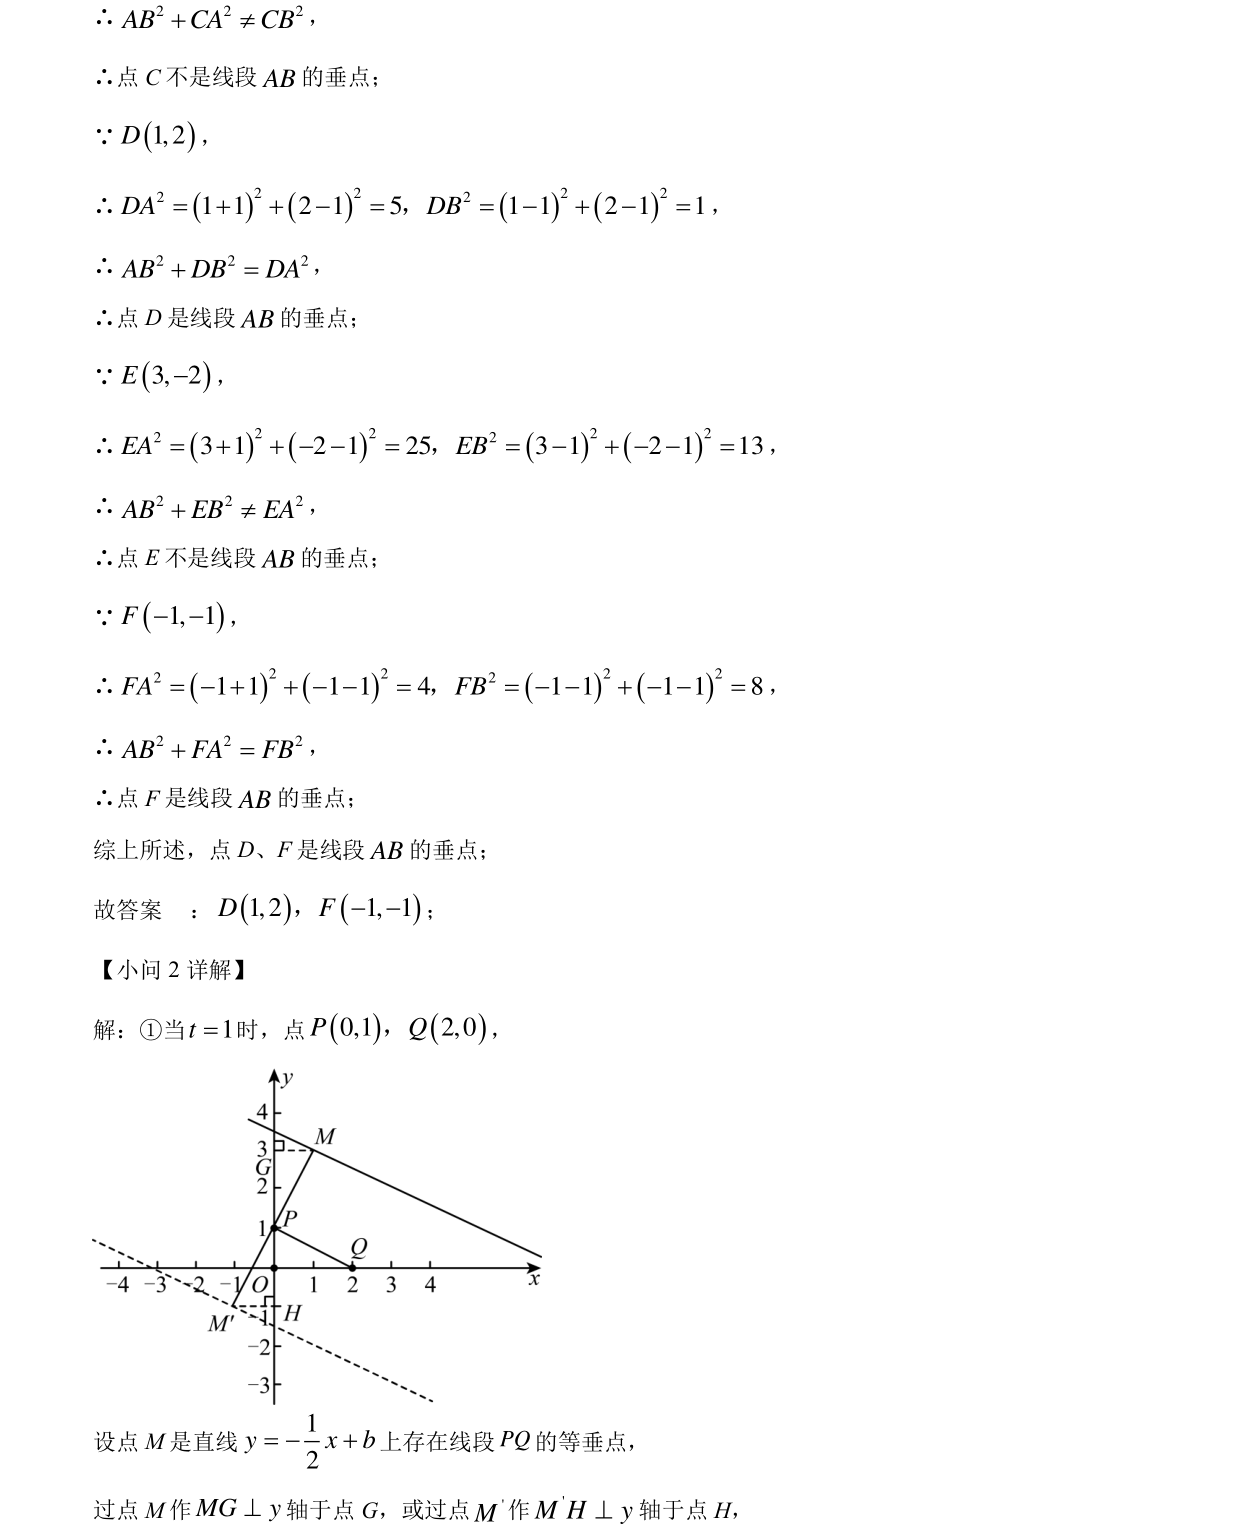 ∴ AB² + CA² ≠ CB²，
∴点 C 不是线段 AB 的垂点；
∵ D(1,2)，
∴ DA² = (1+1)² + (2−1)² = 5，DB² = (1−1)² + (2−1)² = 1，
∴ AB² + DB² = DA²，
∴点 D 是线段 AB 的垂点；
∵ E(3,−2)，
∴ EA² = (3+1)² + (−2−1)² = 25，EB² = (3−1)² + (−2−1)² = 13，
∴ AB² + EB² ≠ EA²，
∴点 E 不是线段 AB 的垂点；
∵ F(−1,−1)，
∴ FA² = (−1+1)² + (−1−1)² = 4，FB² = (−1−1)² + (−1−1)² = 8，
∴ AB² + FA² = FB²，
∴点 F 是线段 AB 的垂点；
综上所述，点 D、F 是线段 AB 的垂点；
故答案 ：D(1,2)，F(−1,−1)；
【小问 2 详解】
解：①当 t = 1 时，点 P(0,1)，Q(2,0)，
y
4
M
3
G
2
1 P
Q
−4 −3 −2 −1 O 1 2 3 4 x
M′ −1 H
−2
−3
设点 M 是直线 y = −1/2 x + b 上存在线段 PQ 的等垂点，
过点 M 作 MG ⊥ y 轴于点 G，或过点 M' 作 M'H ⊥ y 轴于点 H，